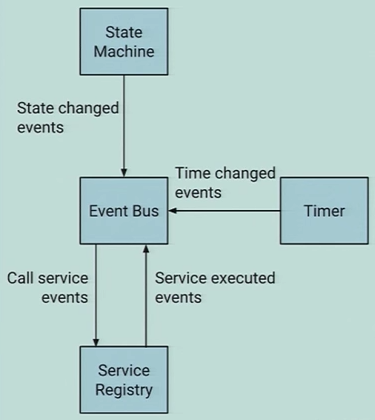 State
Machine
State changed
events
Time changed
events
Event Bus
Timer
Call service
events
Service executed
events
Service
Registry